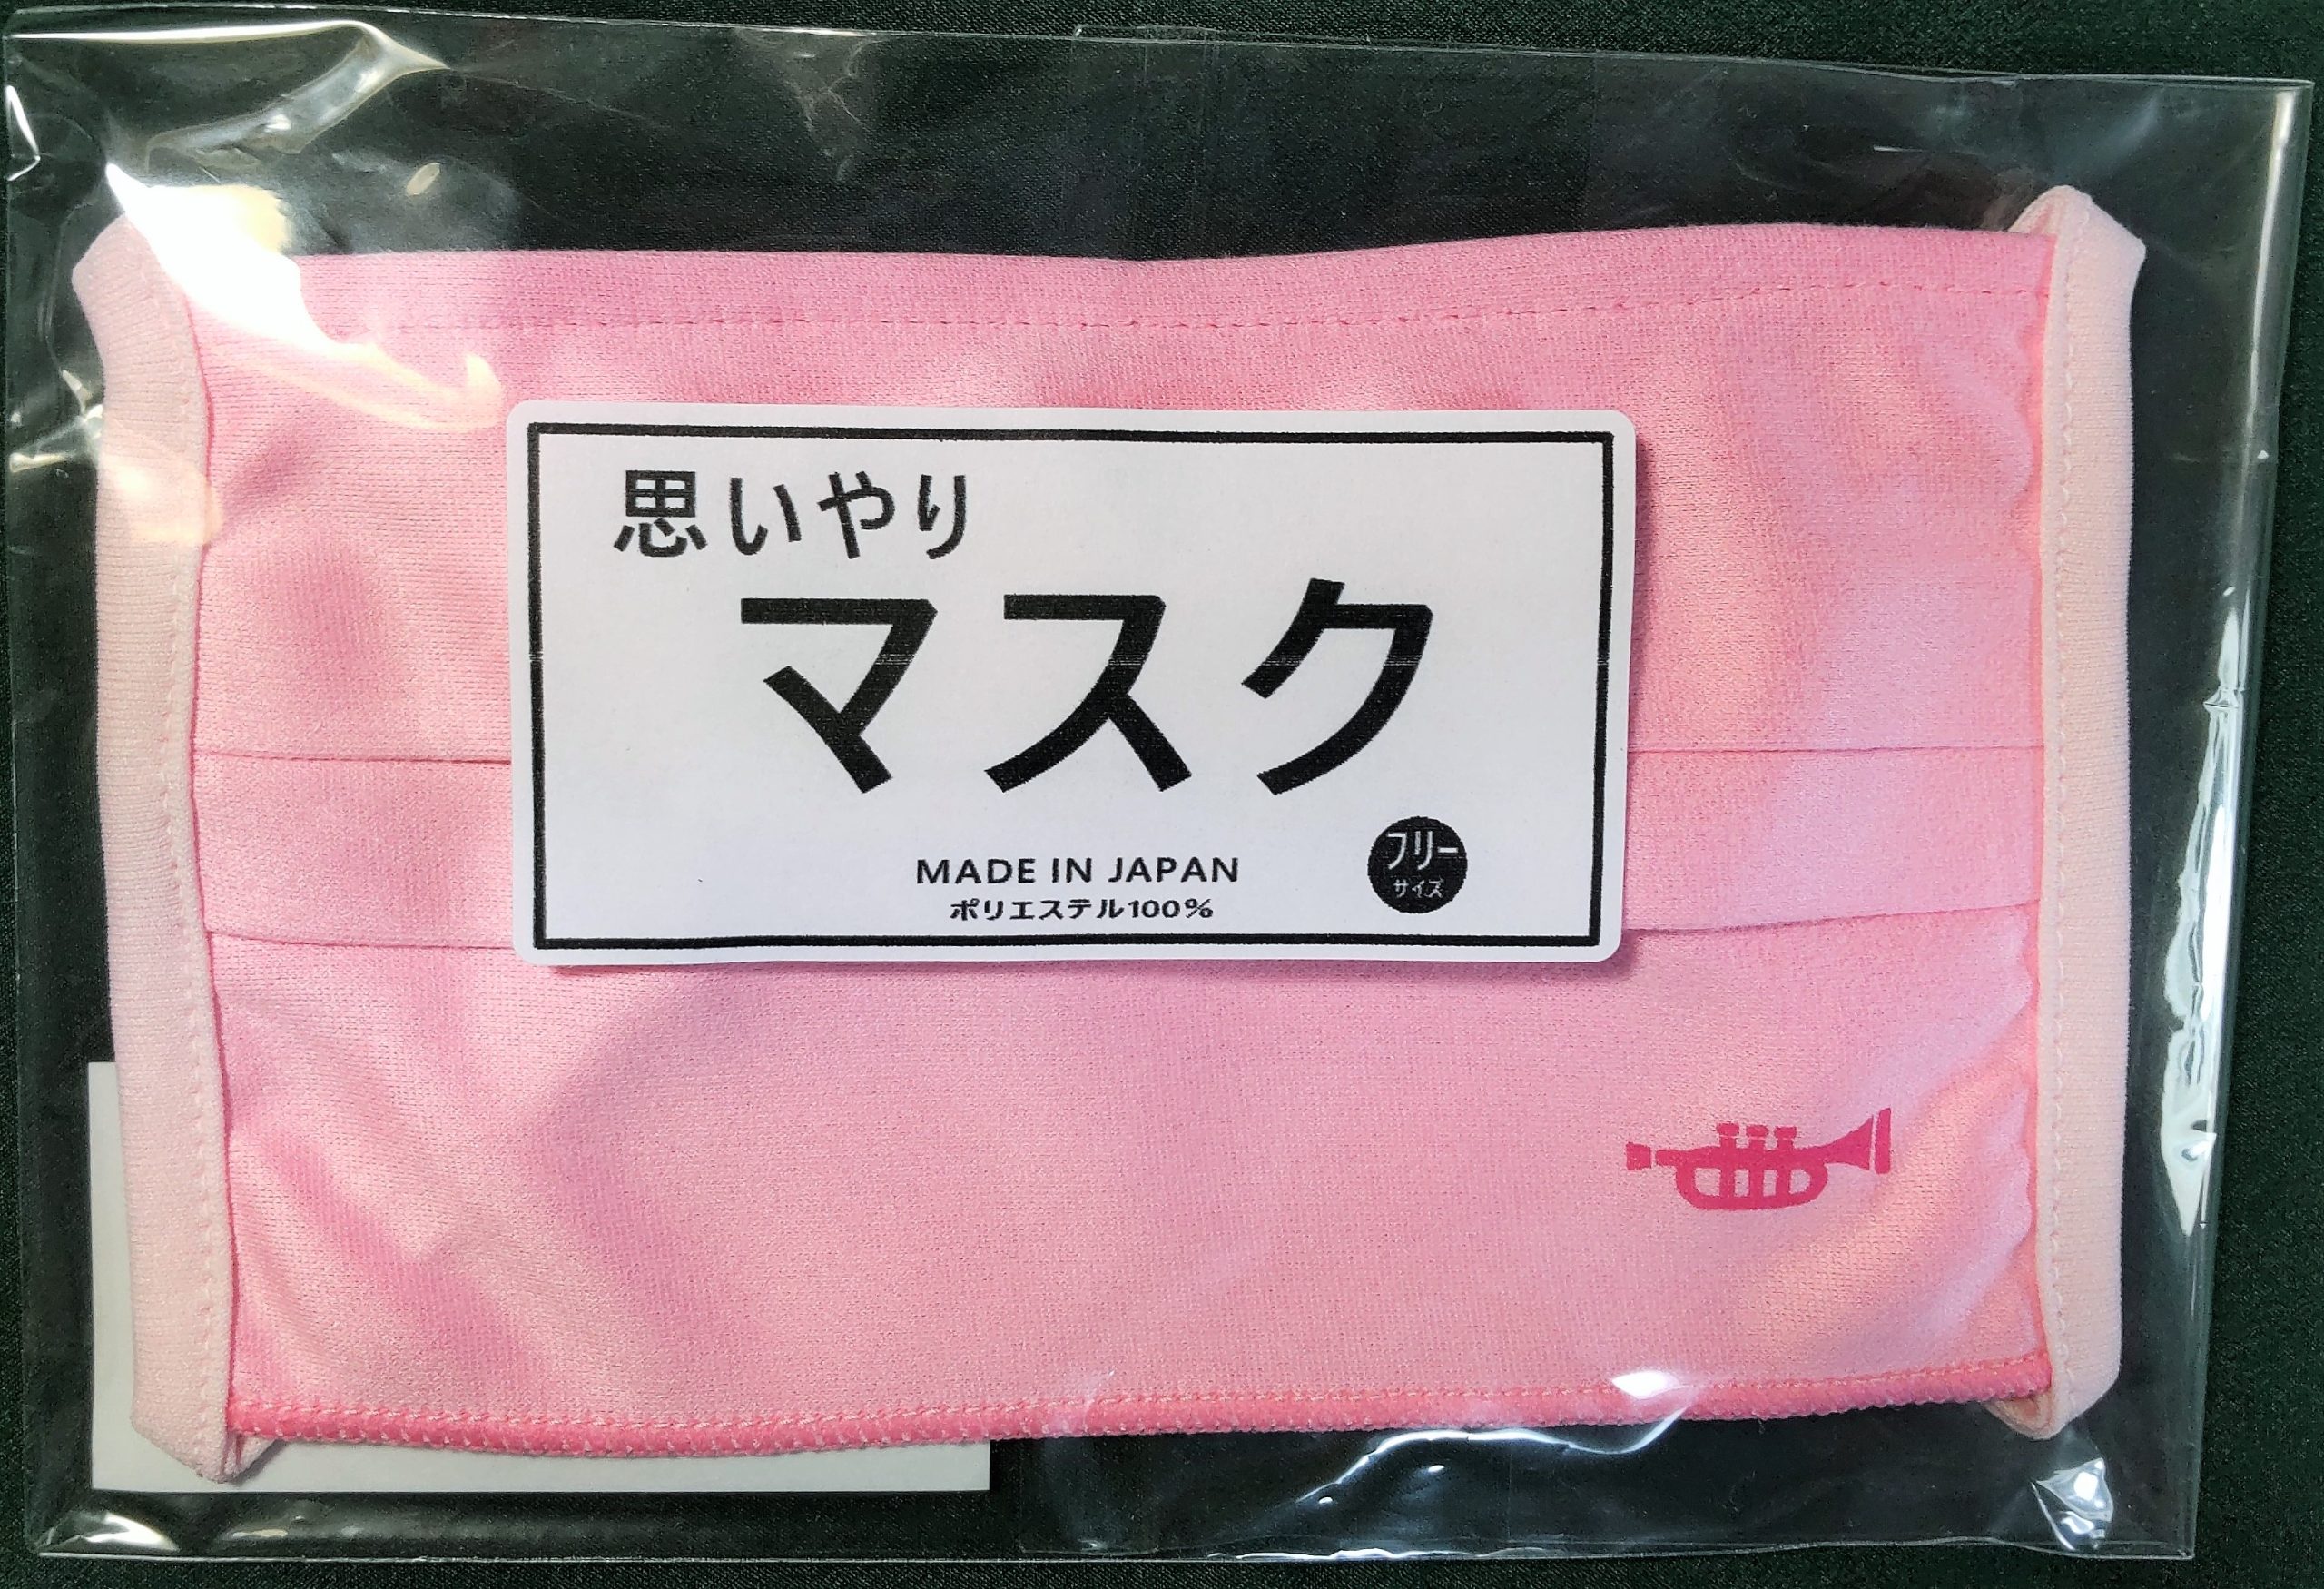 思いやり
マスク
MADE IN JAPAN
ポリエステル100%
フリー
サイズ